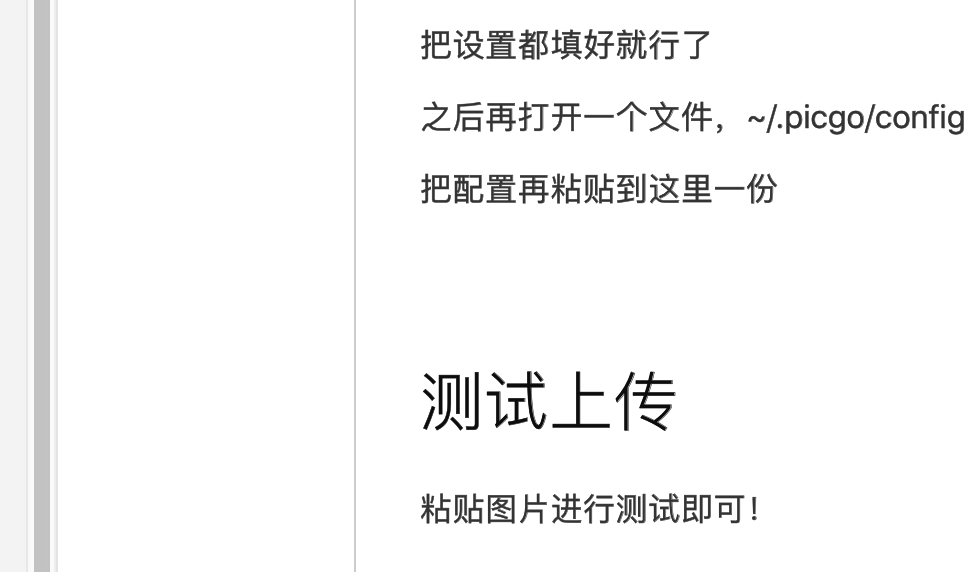 把设置都填好就行了
之后再打开一个文件，~/.picgo/config
把配置再粘贴到这里一份
测试上传
粘贴图片进行测试即可！